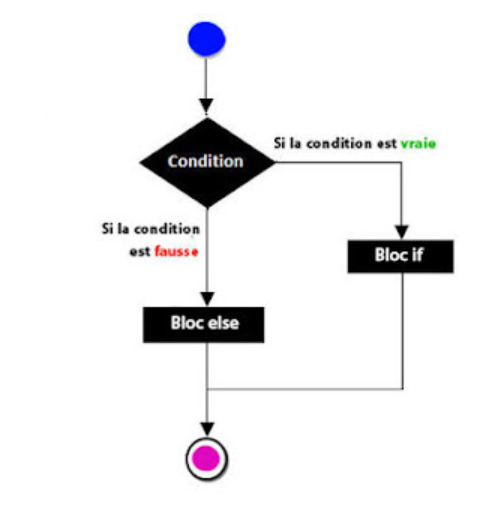 Si la condition est vraie
Condition
Si la condition
est fausse
Bloc if
Bloc else